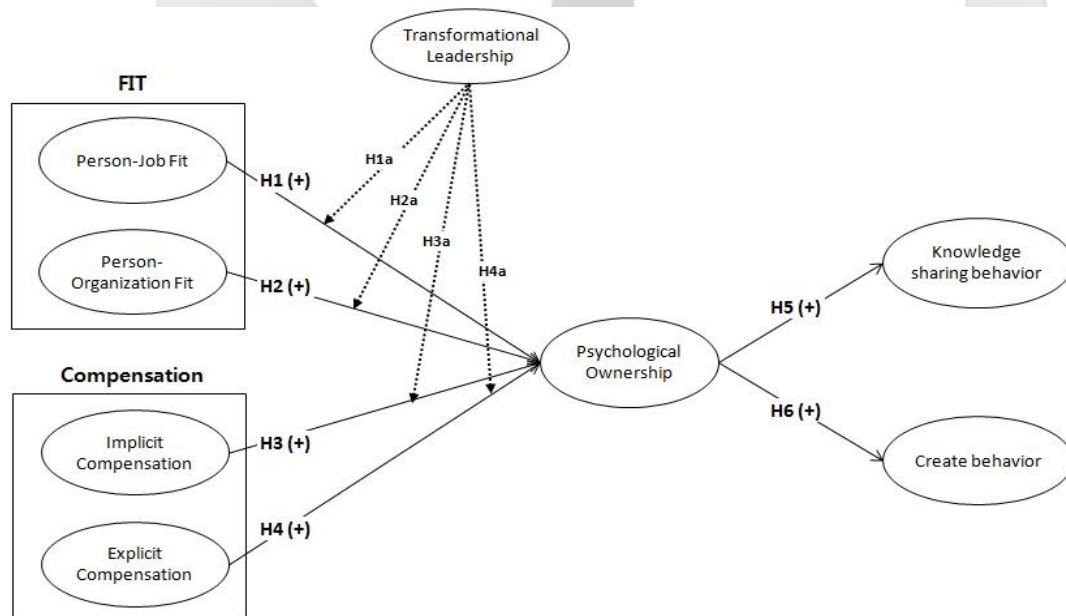 Transformational
Leadership
FIT
Person-Job Fit
H1 (+)
H1a
H2a
H3a
H4a
Person-
Organization Fit
H2 (+)
Knowledge
sharing behavior
H5 (+)
Psychological
Ownership
Compensation
H6 (+)
Implicit
Compensation
H3 (+)
Create behavior
H4 (+)
Explicit
Compensation